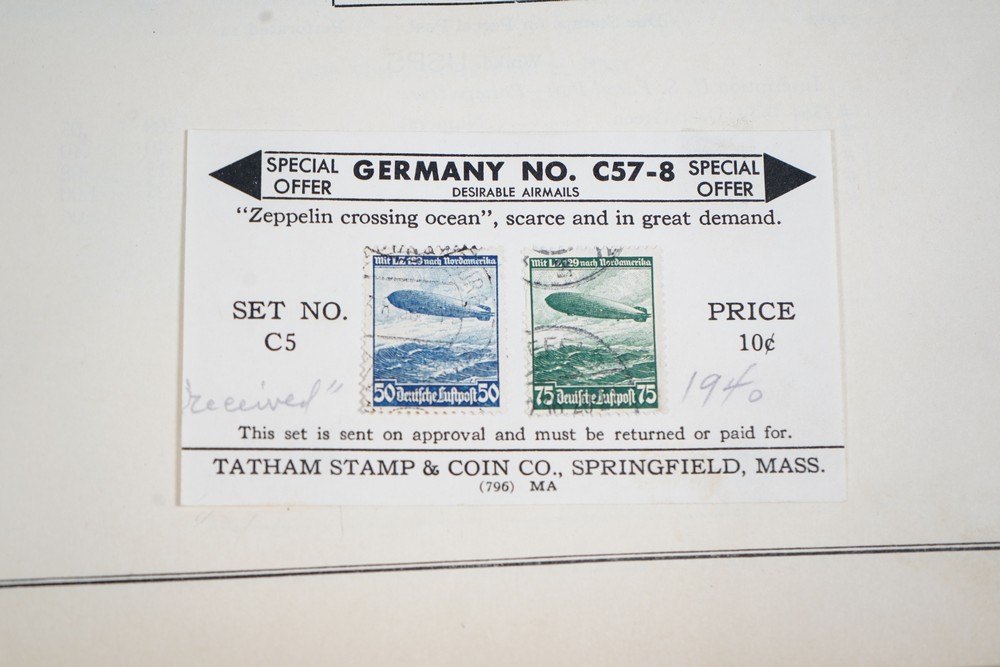 SPECIAL OFFER GERMANY NO. C57-8 SPECIAL OFFER
DESIRABLE AIRMAILS
“Zeppelin crossing ocean”, scarce and in great demand.
Mit LZ 129 nach Nordamerika
50 Deutsche Luftpost 50
Mit LZ 129 nach Nordamerika
75 Deutsche Luftpost 75
SET NO.
C5
PRICE
10¢
"received"
1940
This set is sent on approval and must be returned or paid for.
TATHAM STAMP & COIN CO., SPRINGFIELD, MASS.
(796) MA